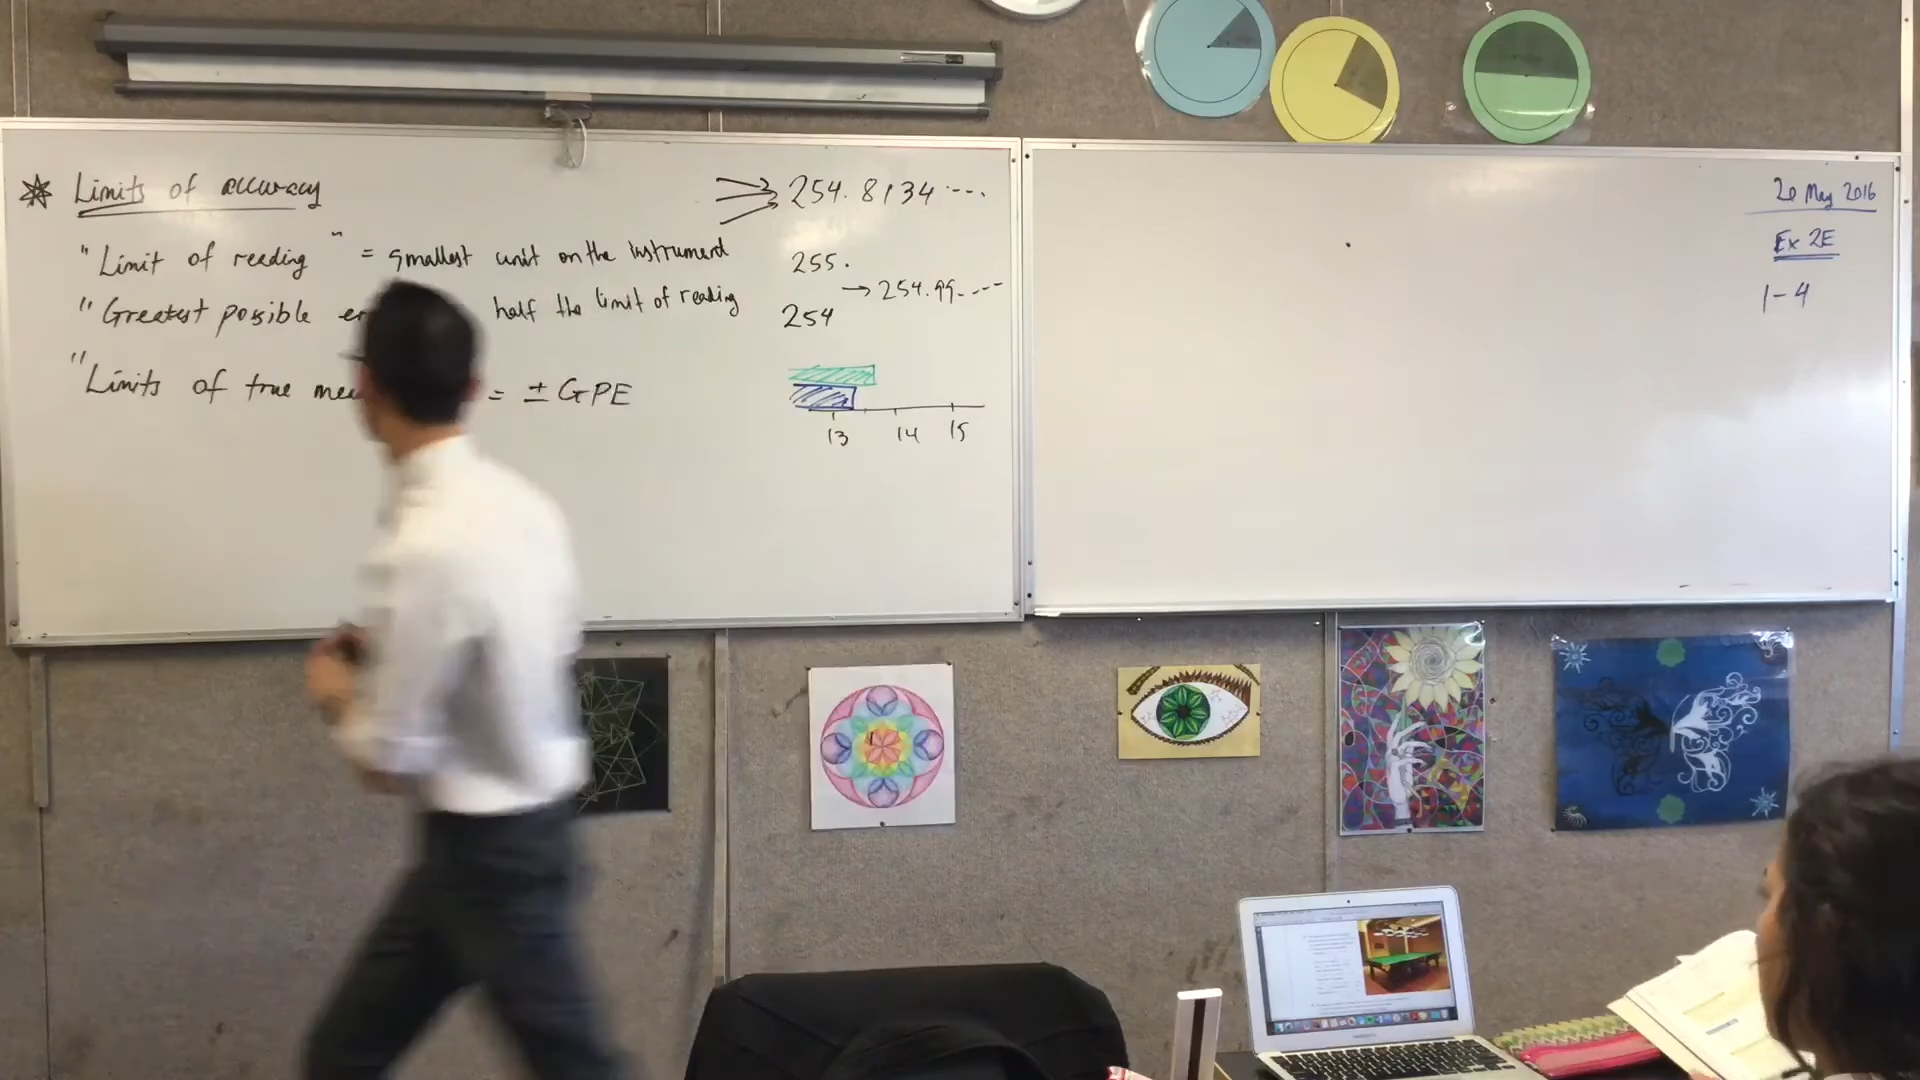 Limits of accuracy
"Limit of reading" = smallest unit on the instrument
"Greatest possible half the limit of reading
"Limits of true = ± GPE
254.8134....
255.
→ 254.99....
254
13 14 15
20 May 2016
Ex 2E
1-4